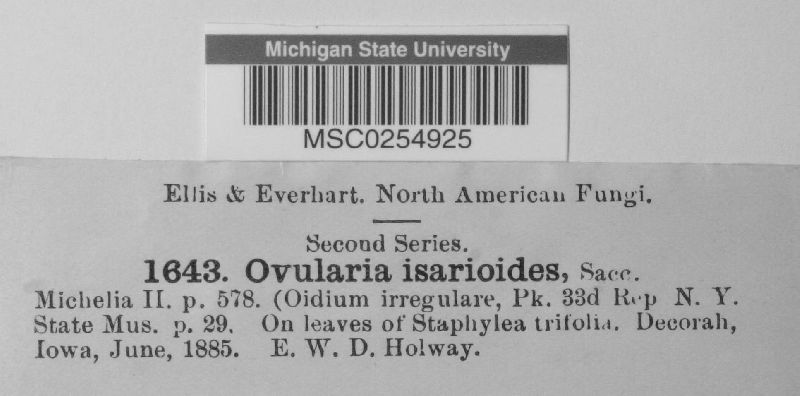 Michigan State University
MSC0254925
Ellis & Everhart. North American Fungi.
Second Series.
1643. Ovularia isarioides, Sacc.
Michelia II. p. 578. (Oidium irregulare, Pk. 33d Rep N. Y.
State Mus. p. 29. On leaves of Staphylea trifolia. Decorah,
Iowa, June, 1885. E. W. D. Holway.